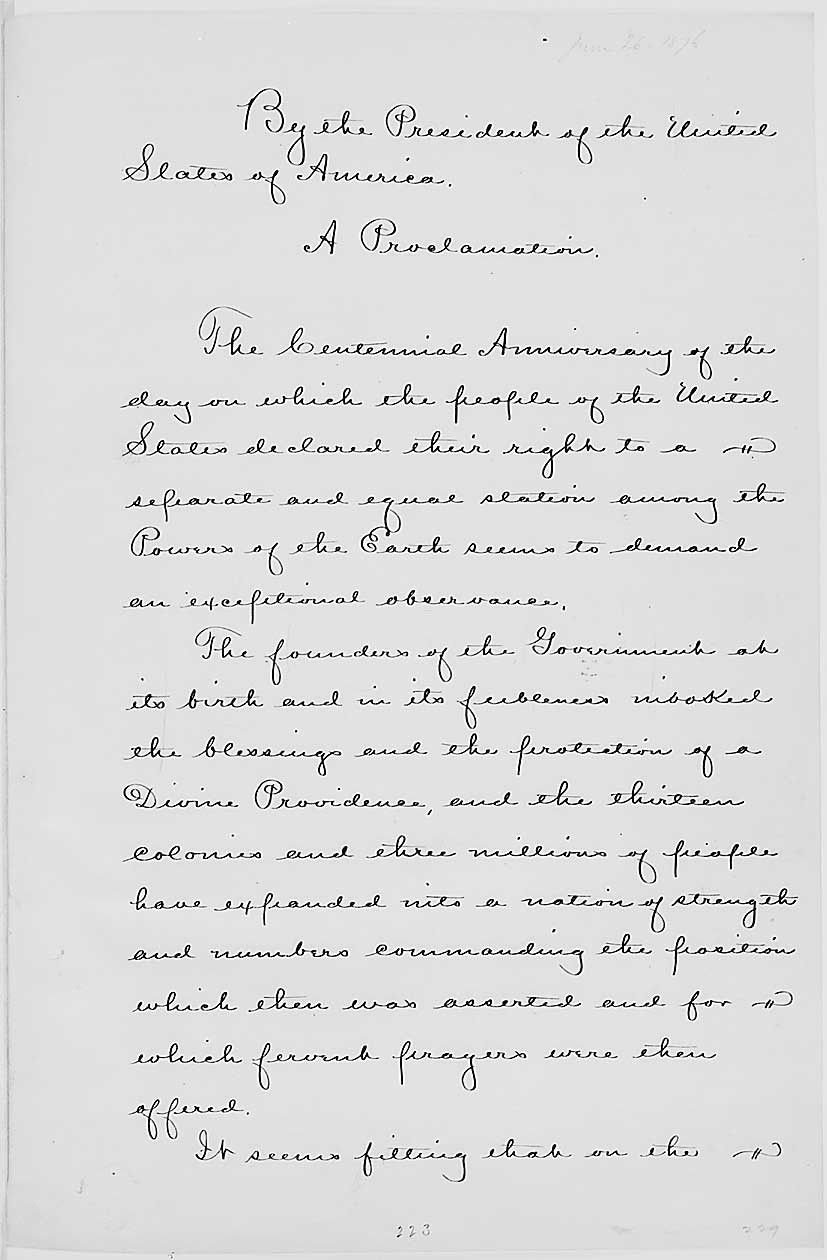 June 26. 1876
By the President of the United
States of America.
A Proclamation.
The Centennial Anniversary of the
day on which the people of the United
States declared their right to a
separate and equal station among the
Powers of the Earth seems to demand
an exceptional observance.
The founders of the Government at
its birth and in its feebleness invoked
the blessings and the protection of a
Divine Providence, and the thirteen
colonies and three millions of people
have expanded into a nation of strength
and numbers commanding the position
which then was asserted and for
which fervent prayers were then
offered.
It seems fitting that on the
223
229